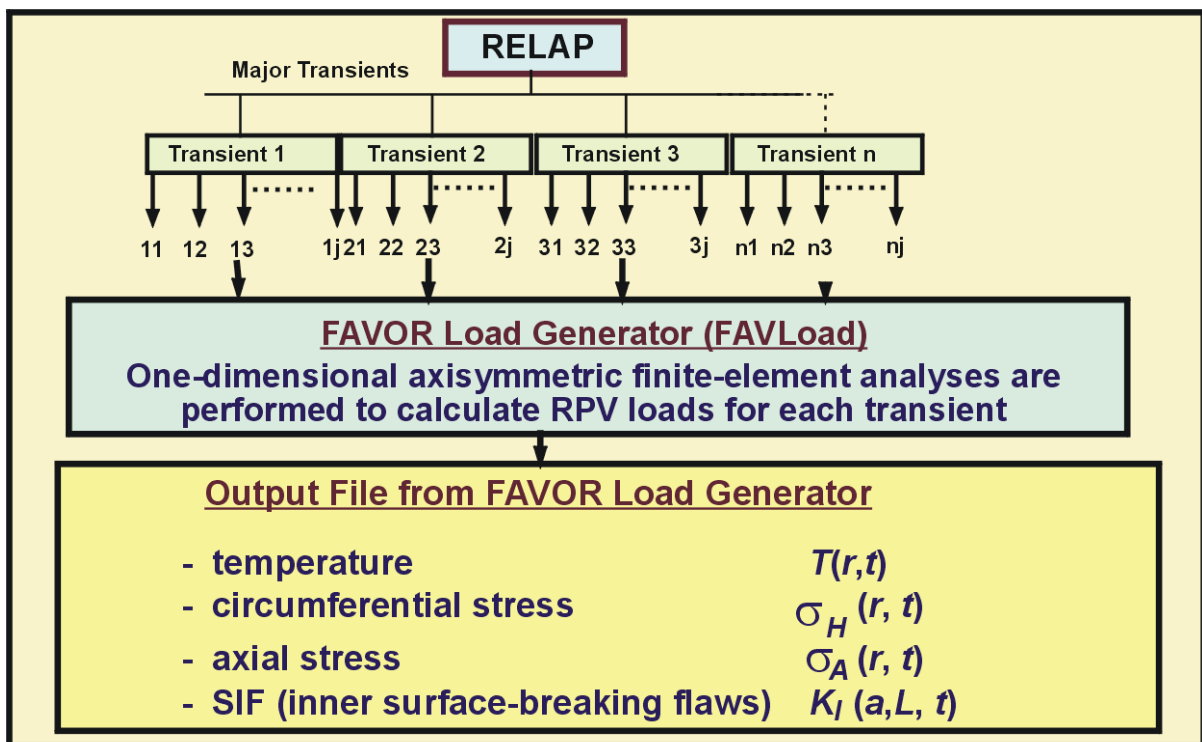 RELAP
Major Transients
Transient 1 Transient 2 Transient 3 Transient n
11 12 13 1j 21 22 23 2j 31 32 33 3j n1 n2 n3 nj
FAVOR Load Generator (FAVLoad)
One-dimensional axisymmetric finite-element analyses are
performed to calculate RPV loads for each transient
Output File from FAVOR Load Generator
- temperature T(r,t)
- circumferential stress σH (r, t)
- axial stress σA (r, t)
- SIF (inner surface-breaking flaws) KI (a,L, t)